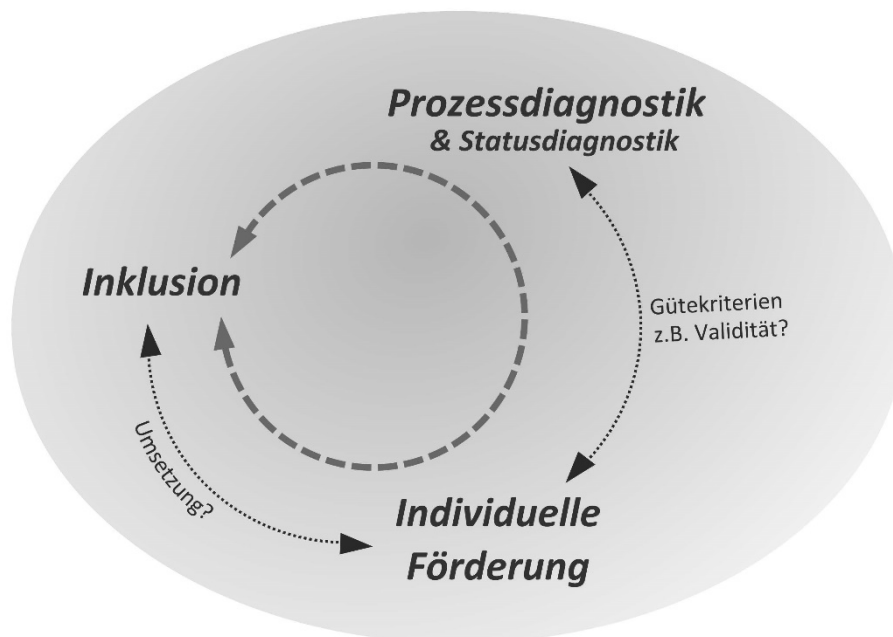 Prozessdiagnostik
& Statusdiagnostik
Inklusion
Gütekriterien
z.B. Validität?
Umsetzung?
Individuelle
Förderung